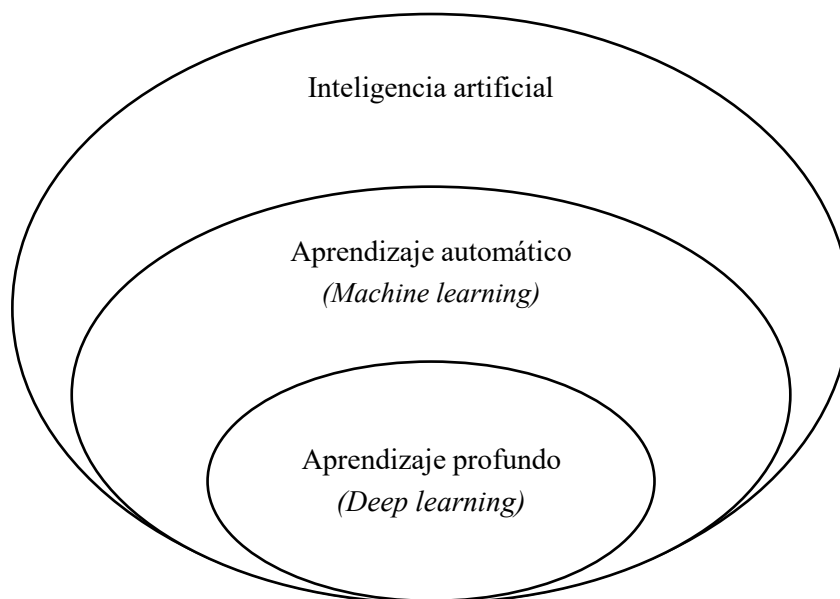 Inteligencia artificial
Aprendizaje automático
(Machine learning)
Aprendizaje profundo
(Deep learning)